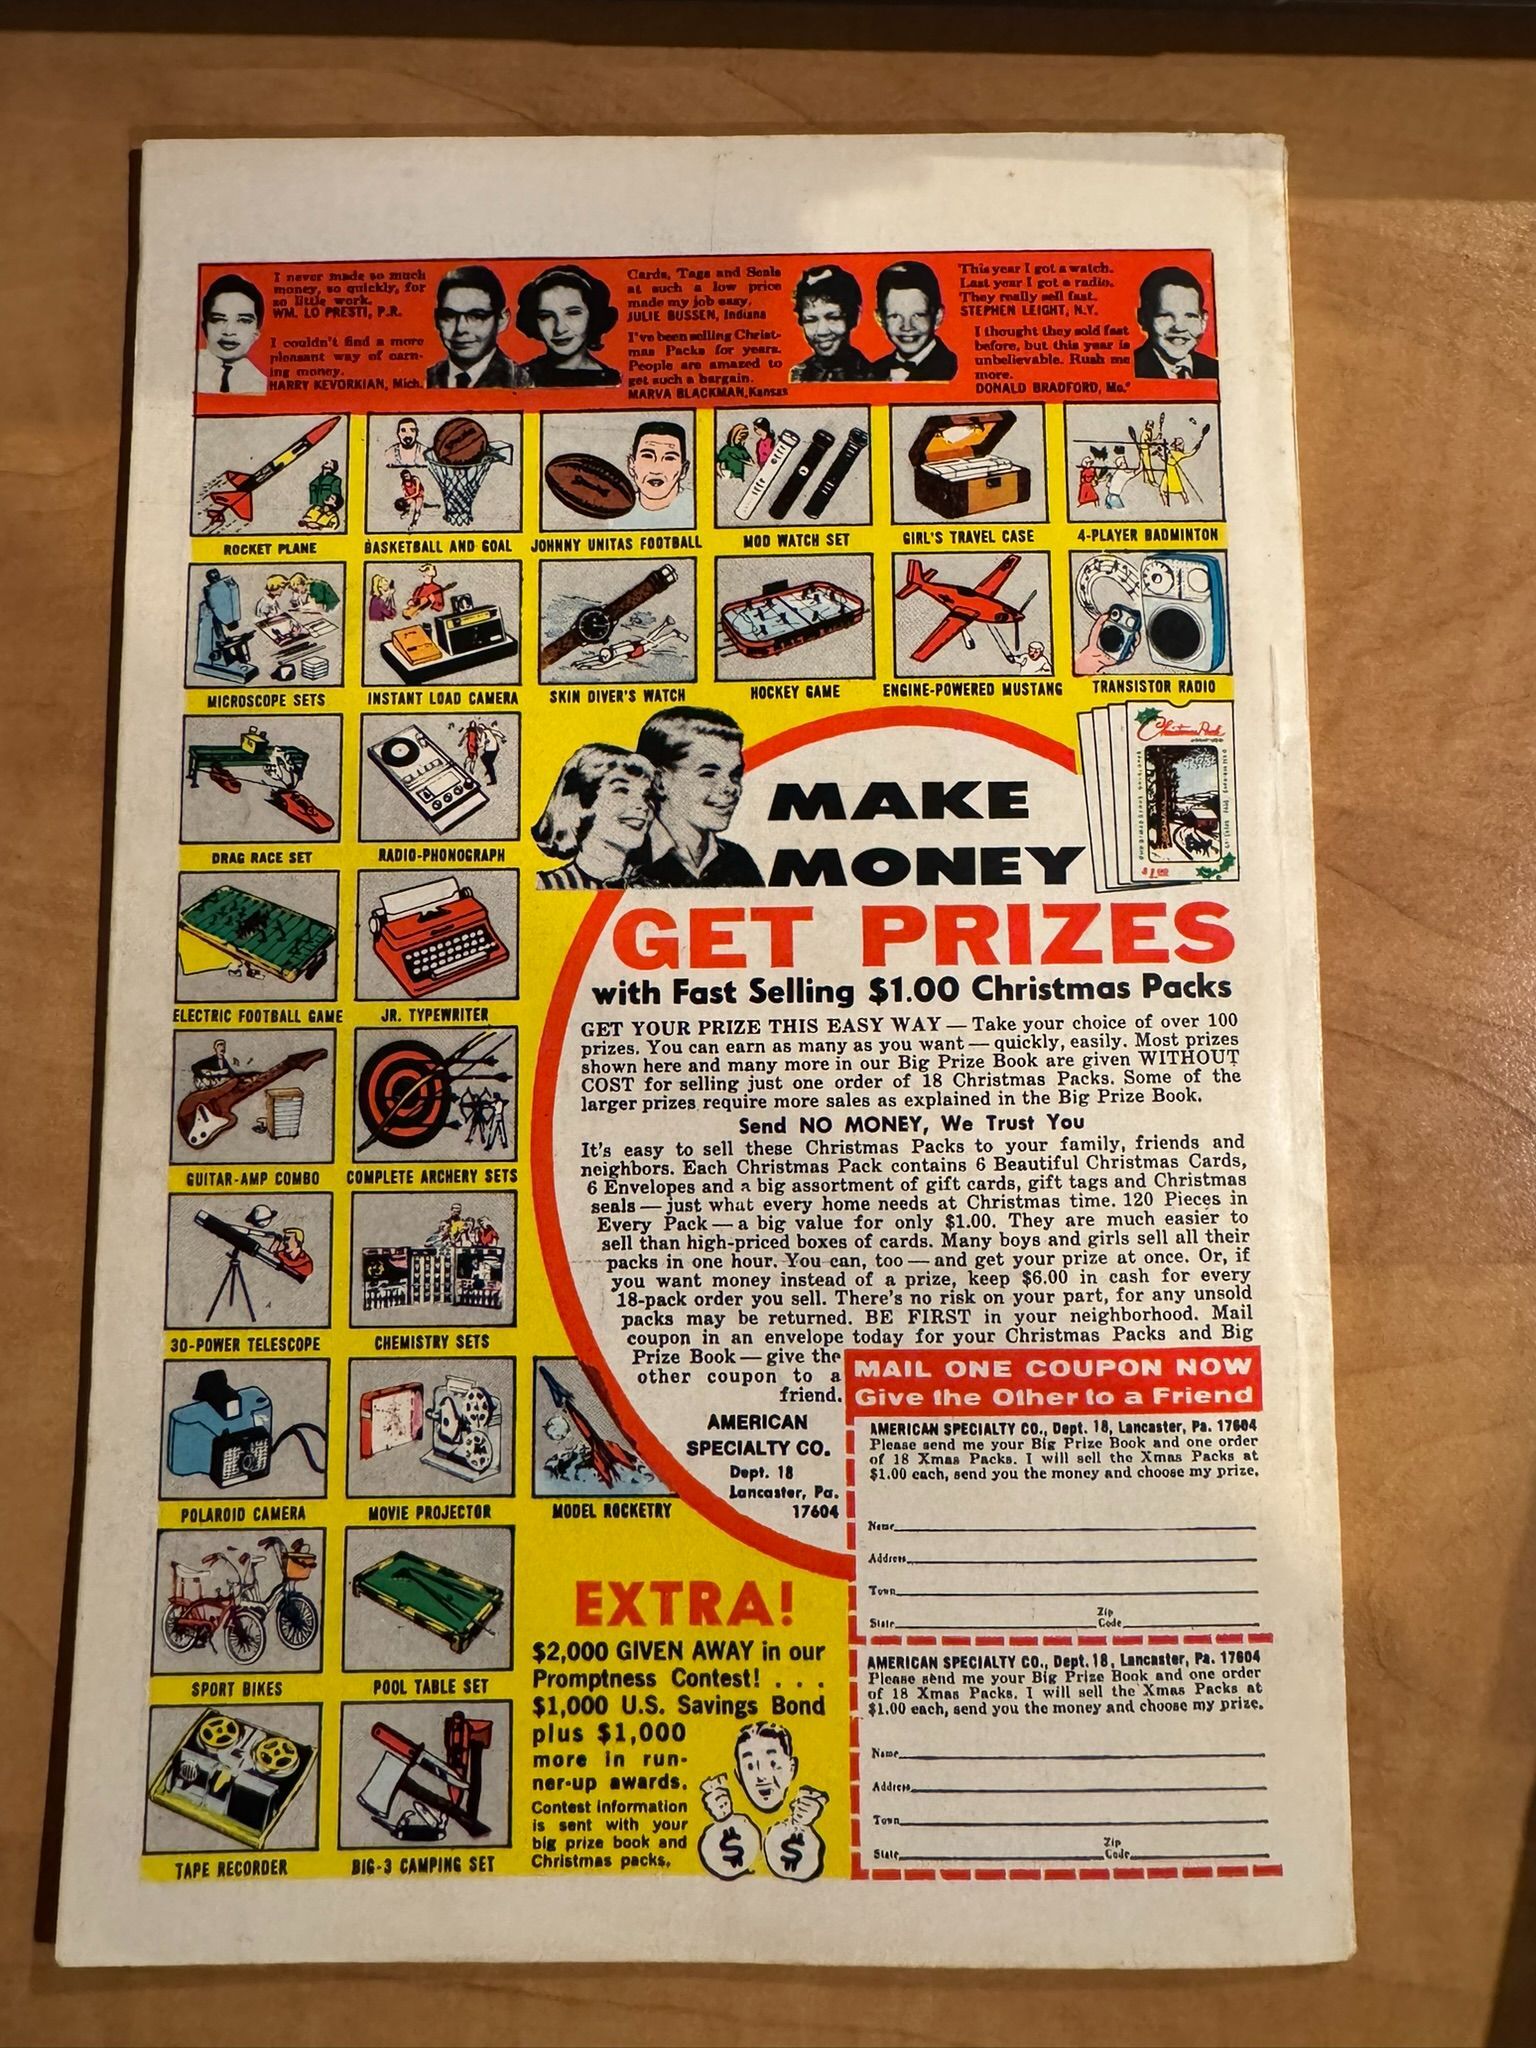 I never made so much
money, so quickly, for
so little work.
WM. LO PRESTI, P.R.
I couldn't find a more
pleasant way of earn-
ing money.
HARRY KEVORKIAN, Mich.
Cards, Tags and Seals
at such a low price
made my job easy.
JULIE BUSSEN, Indiana
I've been selling Christ-
mas Packs for years.
People are amazed to
get such a bargain.
MARVA BLACKMAN, Kansas
This year I got a watch.
Last year I got a radio.
They really sell fast.
STEPHEN LEIGHT, N.Y.
I thought they sold fast
before, but this year is
unbelievable. Rush me
more.
DONALD BRADFORD, Mo.
ROCKET PLANE
BASKETBALL AND GOAL
JOHNNY UNITAS FOOTBALL
MOD WATCH SET
GIRL'S TRAVEL CASE
4-PLAYER BADMINTON
MICROSCOPE SETS
INSTANT LOAD CAMERA
SKIN DIVER'S WATCH
HOCKEY GAME
ENGINE-POWERED MUSTANG
TRANSISTOR RADIO
DRAG RACE SET
RADIO-PHONOGRAPH
ELECTRIC FOOTBALL GAME
JR. TYPEWRITER
GUITAR-AMP COMBO
COMPLETE ARCHERY SETS
30-POWER TELESCOPE
CHEMISTRY SETS
POLAROID CAMERA
MOVIE PROJECTOR
MODEL ROCKETRY
SPORT BIKES
POOL TABLE SET
TAPE RECORDER
BIG-3 CAMPING SET
Christmas Pack
$1.00
MAKE
MONEY
GET PRIZES
with Fast Selling $1.00 Christmas Packs
GET YOUR PRIZE THIS EASY WAY — Take your choice of over 100
prizes. You can earn as many as you want — quickly, easily. Most prizes
shown here and many more in our Big Prize Book are given WITHOUT
COST for selling just one order of 18 Christmas Packs. Some of the
larger prizes require more sales as explained in the Big Prize Book.
Send NO MONEY, We Trust You
It's easy to sell these Christmas Packs to your family, friends and
neighbors. Each Christmas Pack contains 6 Beautiful Christmas Cards,
6 Envelopes and a big assortment of gift cards, gift tags and Christmas
seals — just what every home needs at Christmas time. 120 Pieces in
Every Pack — a big value for only $1.00. They are much easier to
sell than high-priced boxes of cards. Many boys and girls sell all their
packs in one hour. You can, too — and get your prize at once. Or, if
you want money instead of a prize, keep $6.00 in cash for every
18-pack order you sell. There's no risk on your part, for any unsold
packs may be returned. BE FIRST in your neighborhood. Mail
coupon in an envelope today for your Christmas Packs and Big
Prize Book — give the
other coupon to a
friend.
AMERICAN
SPECIALTY CO.
Dept. 18
Lancaster, Pa.
17604
EXTRA!
$2,000 GIVEN AWAY in our
Promptness Contest! . . .
$1,000 U.S. Savings Bond
plus $1,000
more in run-
ner-up awards.
Contest information
is sent with your
big prize book and
Christmas packs.
$ $
MAIL ONE COUPON NOW
Give the Other to a Friend
AMERICAN SPECIALTY CO., Dept. 18, Lancaster, Pa. 17604
Please send me your Big Prize Book and one order
of 18 Xmas Packs. I will sell the Xmas Packs at
$1.00 each, send you the money and choose my prize.
Name
Address
Town
State Zip Code
AMERICAN SPECIALTY CO., Dept. 18, Lancaster, Pa. 17604
Please send me your Big Prize Book and one order
of 18 Xmas Packs. I will sell the Xmas Packs at
$1.00 each, send you the money and choose my prize.
Name
Address
Town
State Zip Code